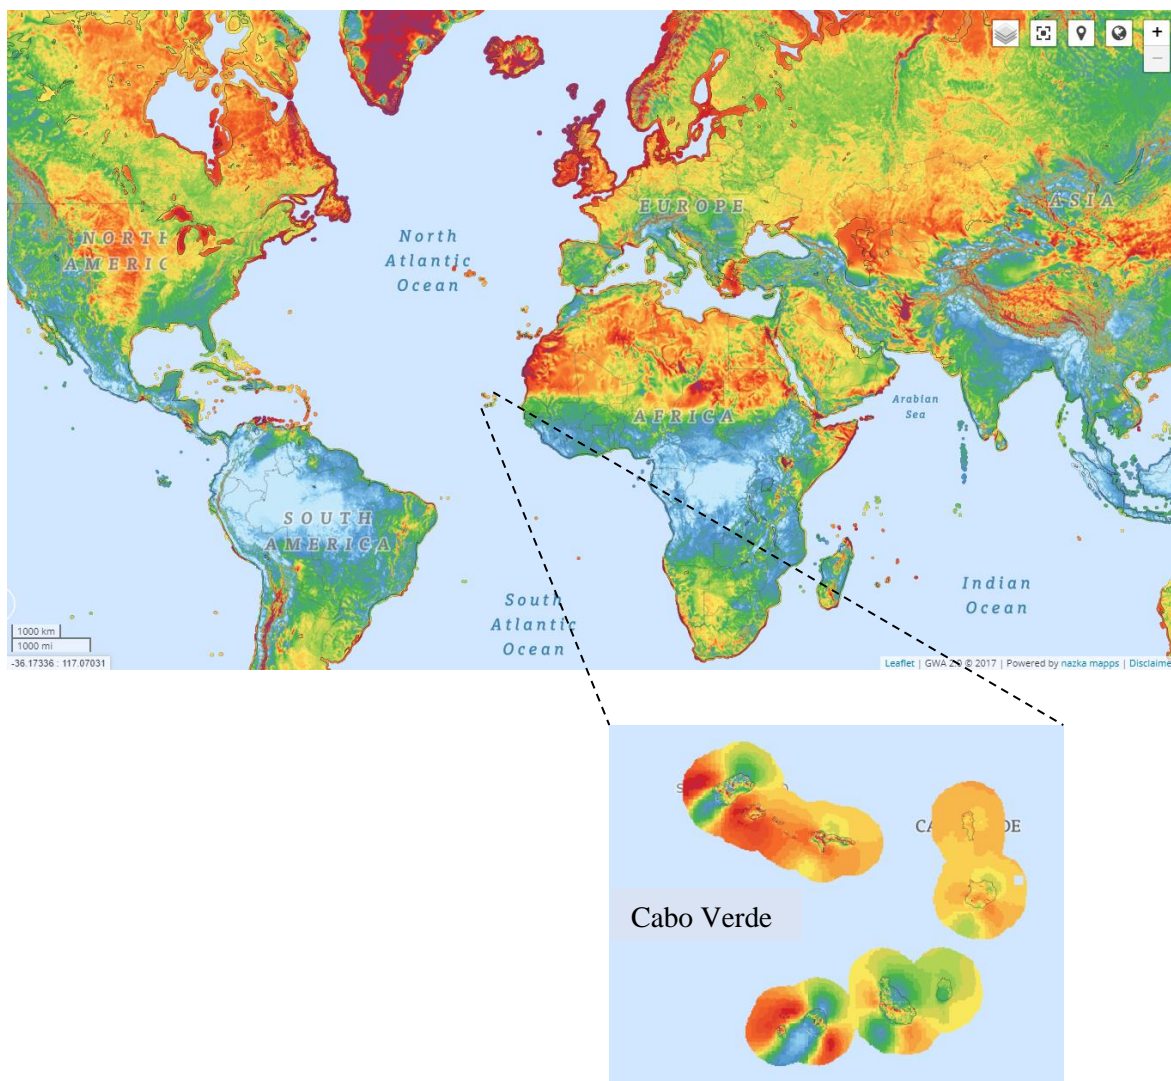 +
−
EUROPE
ASIA
NORTH
AMERIC
North
Atlantic
Ocean
Arabian
Sea
AFRICA
SOUTH
AMERICA
Indian
Ocean
South
Atlantic
Ocean
1000 km
1000 mi
-36.17336 : 117.07031
Leaflet | GWA 2.0 © 2017 | Powered by nazka mapps | Disclaime
Cabo Verde